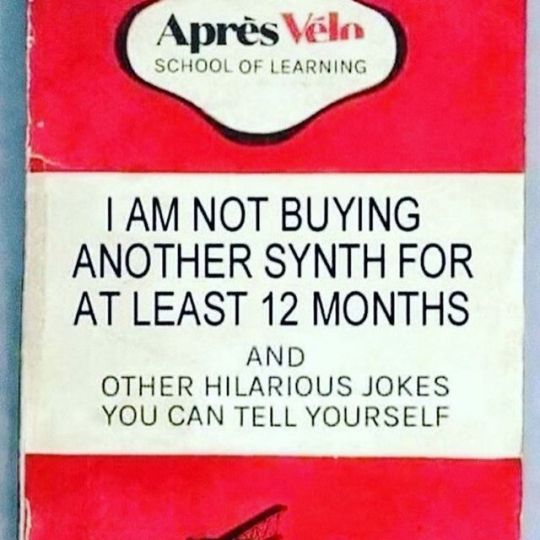 Après Vélo
SCHOOL OF LEARNING
I AM NOT BUYING
ANOTHER SYNTH FOR
AT LEAST 12 MONTHS
AND
OTHER HILARIOUS JOKES
YOU CAN TELL YOURSELF